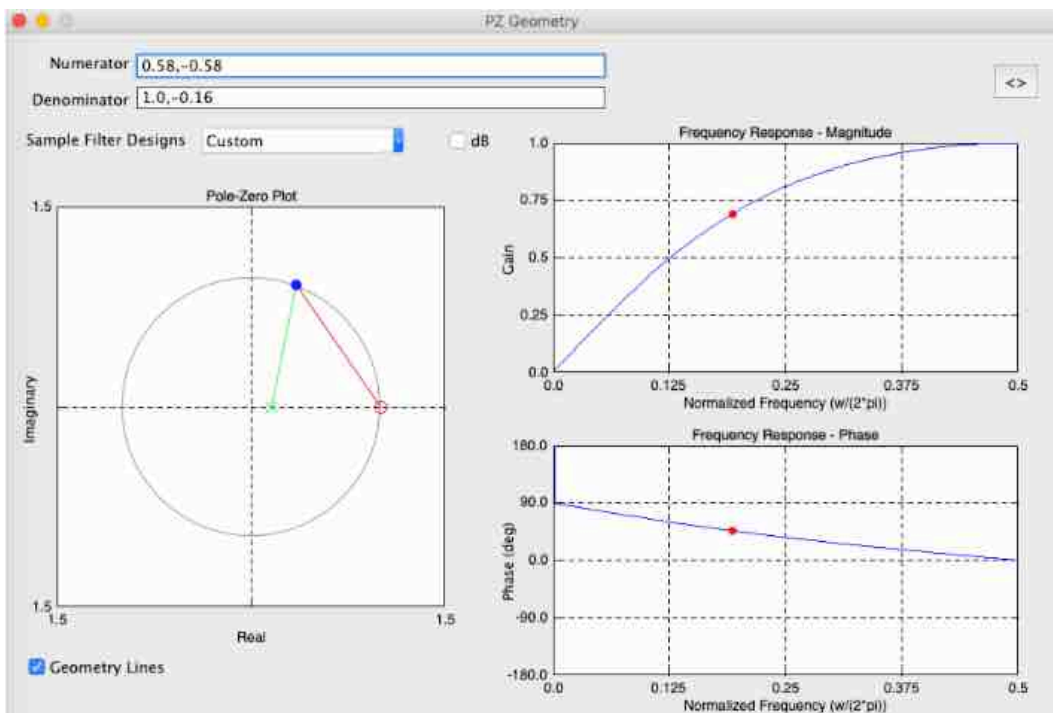 PZ Geometry
Numerator 0.58,-0.58
Denominator 1.0,-0.16
<>
Sample Filter Designs Custom dB
Pole-Zero Plot
1.5
Imaginary
1.5
1.5 1.5
Real
Geometry Lines
Frequency Response - Magnitude
1.0
0.75
0.5
0.25
0.0
Gain
0.0 0.125 0.25 0.375 0.5
Normalized Frequency (w/(2*pi))
Frequency Response - Phase
180.0
90.0
0.0
-90.0
-180.0
Phase (deg)
0.0 0.125 0.25 0.375 0.5
Normalized Frequency (w/(2*pi))